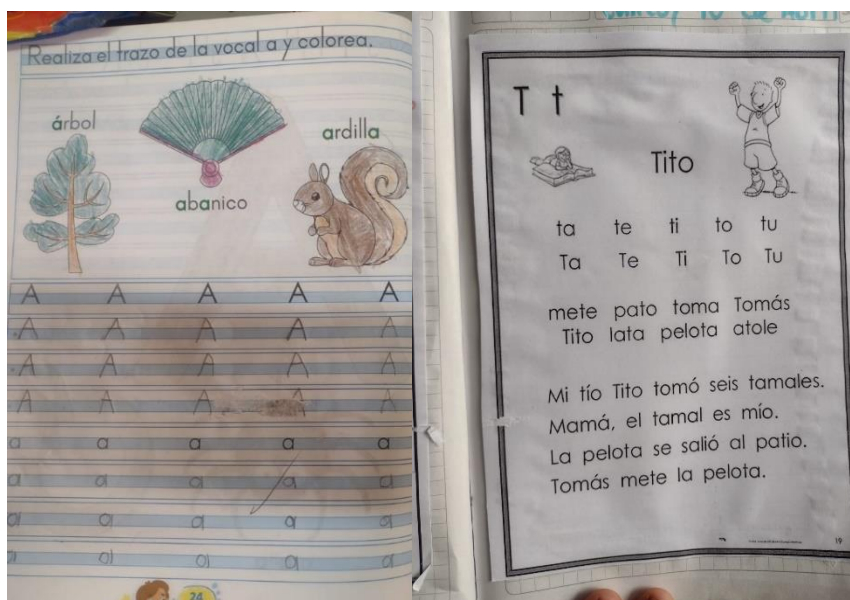 Realiza el trazo de la vocal a y colorea.
árbol
ardilla
abanico
A A A A A
A A A A A
A A A A A
A A A A A
a a a a a
a a a a a
a a a a a
a a a a a
24
T t
Tito
ta te ti to tu
Ta Te Ti To Tu
mete pato toma Tomás
Tito lata pelota atole
Mi tío Tito tomó seis tamales.
Mamá, el tamal es mío.
La pelota se salió al patio.
Tomás mete la pelota.
19